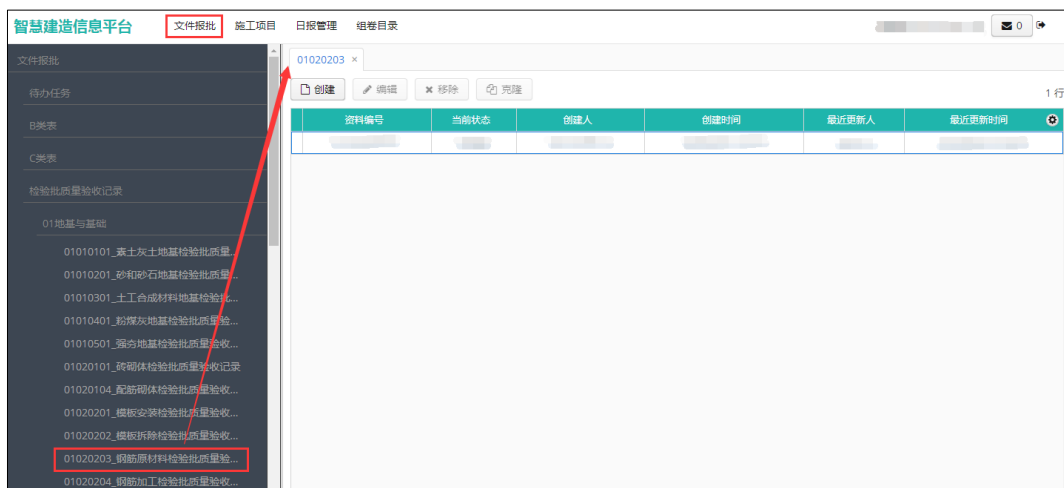 智慧建造信息平台 文件报批 施工项目 日报管理 组卷目录 0
文件报批
待办任务
B类表
C类表
检验批质量验收记录
01地基与基础
01010101_素土灰土地基检验批质量...
01010201_砂和砂石地基检验批质量...
01010301_土工合成材料地基检验批...
01010401_粉煤灰地基检验批质量验...
01010501_强夯地基检验批质量验收...
01020101_砖砌体检验批质量验收记录
01020104_配筋砌体检验批质量验收...
01020201_模板安装检验批质量验收...
01020202_模板拆除检验批质量验收...
01020203_钢筋原材料检验批质量验...
01020204_钢筋加工检验批质量验收...
01020203 ×
创建 编辑 移除 克隆
1 行
资料编号 当前状态 创建人 创建时间 最近更新人 最近更新时间